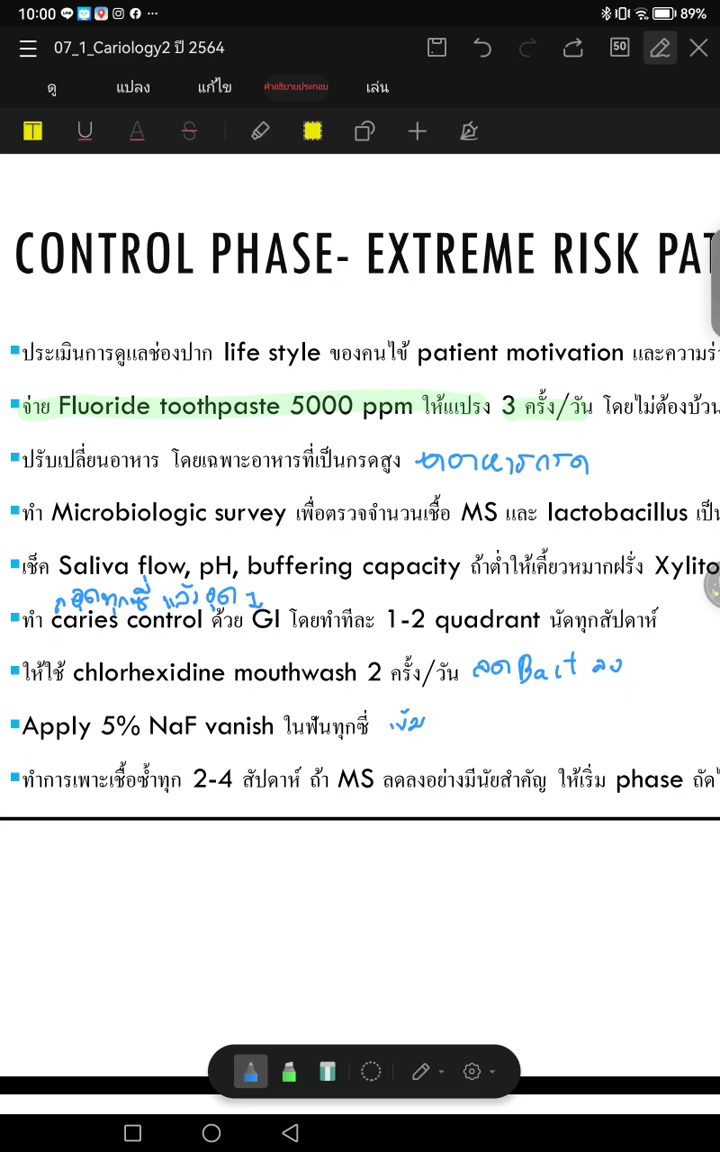 10:00 89%
07_1_Cariology2 ปี 2564 50
ดู แปลง แก้ไข คำอธิบายประกอบ เล่น
T U A S
CONTROL PHASE- EXTREME RISK PAT
ประเมินการดูแลช่องปาก life style ของคนไข้ patient motivation และความร่
จ่าย Fluoride toothpaste 5000 ppm ให้แปรง 3 ครั้ง/วัน โดยไม่ต้องบ้วน
ปรับเปลี่ยนอาหาร โดยเฉพาะอาหารที่เป็นกรดสูง
ทำ Microbiologic survey เพื่อตรวจจำนวนเชื้อ MS และ lactobacillus เป็น
เช็ค Saliva flow, pH, buffering capacity ถ้าต่ำให้เคี้ยวหมากฝรั่ง Xylito
ทุกซี่ แล้ว
ทำ caries control ด้วย GI โดยทำทีละ 1-2 quadrant นัดทุกสัปดาห์
ให้ใช้ chlorhexidine mouthwash 2 ครั้ง/วัน ลด Bact ลง
Apply 5% NaF vanish ในฟันทุกซี่
ทำการเพาะเชื้อซ้ำทุก 2-4 สัปดาห์ ถ้า MS ลดลงอย่างมีนัยสำคัญ ให้เริ่ม phase ถัด